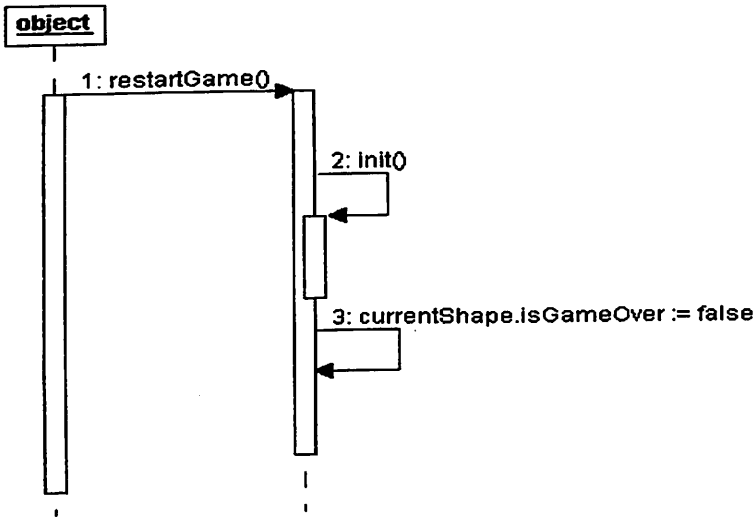 object
1: restartGame()
2: init()
3: currentShape.isGameOver := false